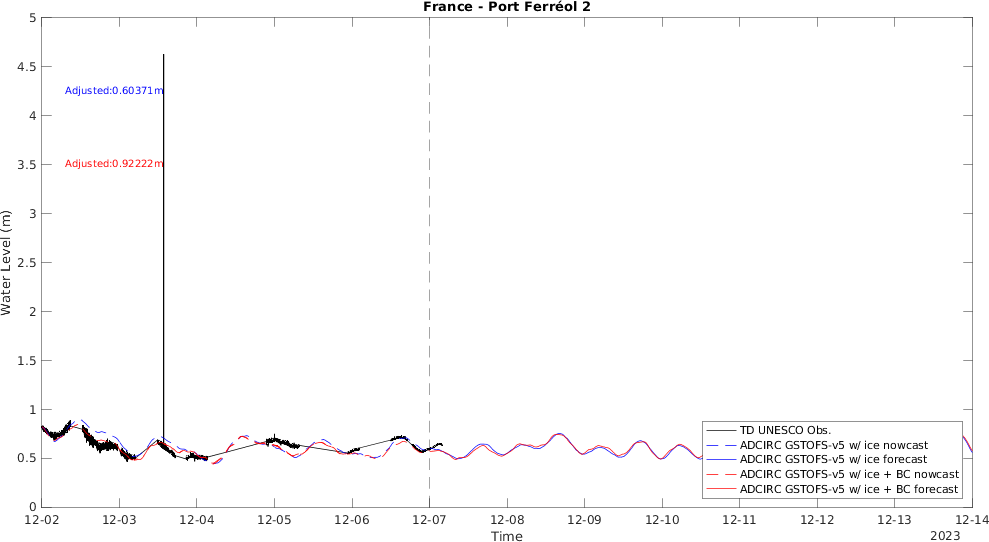 France - Port Ferréol 2
5
4.5
4
3.5
3
2.5
2
1.5
1
0.5
0
Water Level (m)
Adjusted:0.60371m
Adjusted:0.92222m
TD UNESCO Obs.
ADCIRC GSTOFS-v5 w/ ice nowcast
ADCIRC GSTOFS-v5 w/ ice forecast
ADCIRC GSTOFS-v5 w/ ice + BC nowcast
ADCIRC GSTOFS-v5 w/ ice + BC forecast
12-02 12-03 12-04 12-05 12-06 12-07 12-08 12-09 12-10 12-11 12-12 12-13 12-14
Time
2023